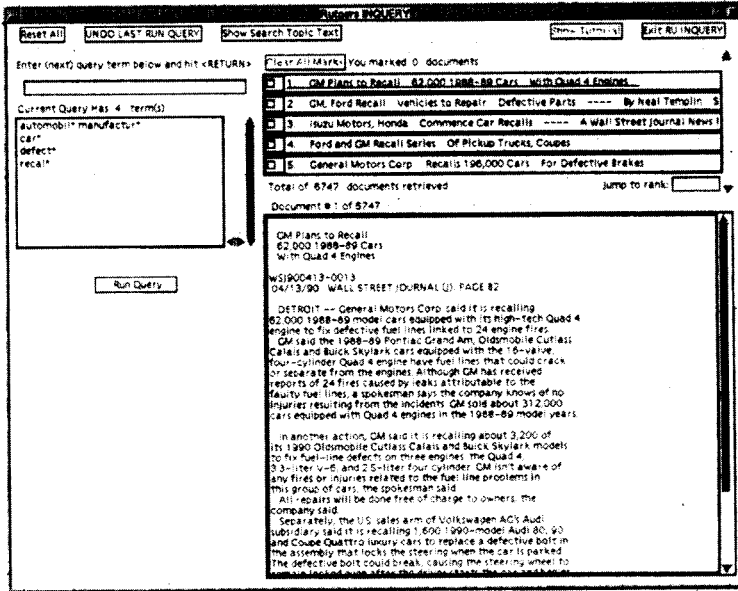 Rutgers INQUERY
Reset All UNDO LAST RUN QUERY Show Search Topic Text Show Tutorial Exit RU INQUERY
Enter (next) query term below and hit <RETURN>
Current Query Has 4 term(s)
automobil* manufactur*
car*
defect*
recal*
Run Query
Clear All Marks You marked 0 documents
1. GM Plans to Recall 62,000 1988-89 Cars With Quad 4 Engines
2 GM, Ford Recall Vehicles to Repair Defective Parts ---- By Neal Templin S
3. Isuzu Motors, Honda Commence Car Recalls ---- A Wall Street Journal News
4. Ford and GM Recall Series Of Pickup Trucks, Coupes
5. General Motors Corp Recalls 196,000 Cars For Defective Brakes
Total of 6747 documents retrieved Jump to rank:
Document # 1 of 6747
GM Plans to Recall
62,000 1988-89 Cars
With Quad 4 Engines
WSJ900413-0013
04/13/90 WALL STREET JOURNAL (J), PAGE B2
DETROIT -- General Motors Corp. said it is recalling
62,000 1988-89 model cars equipped with its high-tech Quad 4
engine to fix defective fuel lines linked to 24 engine fires.
GM said the 1988-89 Pontiac Grand Am, Oldsmobile Cutlass
Calais and Buick Skylark cars equipped with the 16-valve,
four-cylinder Quad 4 engine have fuel lines that could crack
or separate from the engines. Although GM has received
reports of 24 fires caused by leaks attributable to the
faulty fuel lines, a spokesman says the company knows of no
injuries resulting from the incidents. GM sold about 312,000
cars equipped with Quad 4 engines in the 1988-89 model years.
In another action, GM said it is recalling about 3,200 of
its 1990 Oldsmobile Cutlass Calais and Buick Skylark models
to fix fuel-line defects on three engines: the Quad 4,
3.3-liter V-6, and 2.5-liter four cylinder. GM isn't aware of
any fires or injuries related to the fuel line problems in
this group of cars, the spokesman said.
All repairs will be done free of charge to owners, the
company said.
Separately, the U.S. sales arm of Volkswagen AG's Audi
subsidiary said it is recalling 1,600 1990-model Audi 80, 90
and Coupe Quattro luxury cars to replace a defective bolt in
the assembly that locks the steering when the car is parked.
The defective bolt could break, causing the steering wheel to